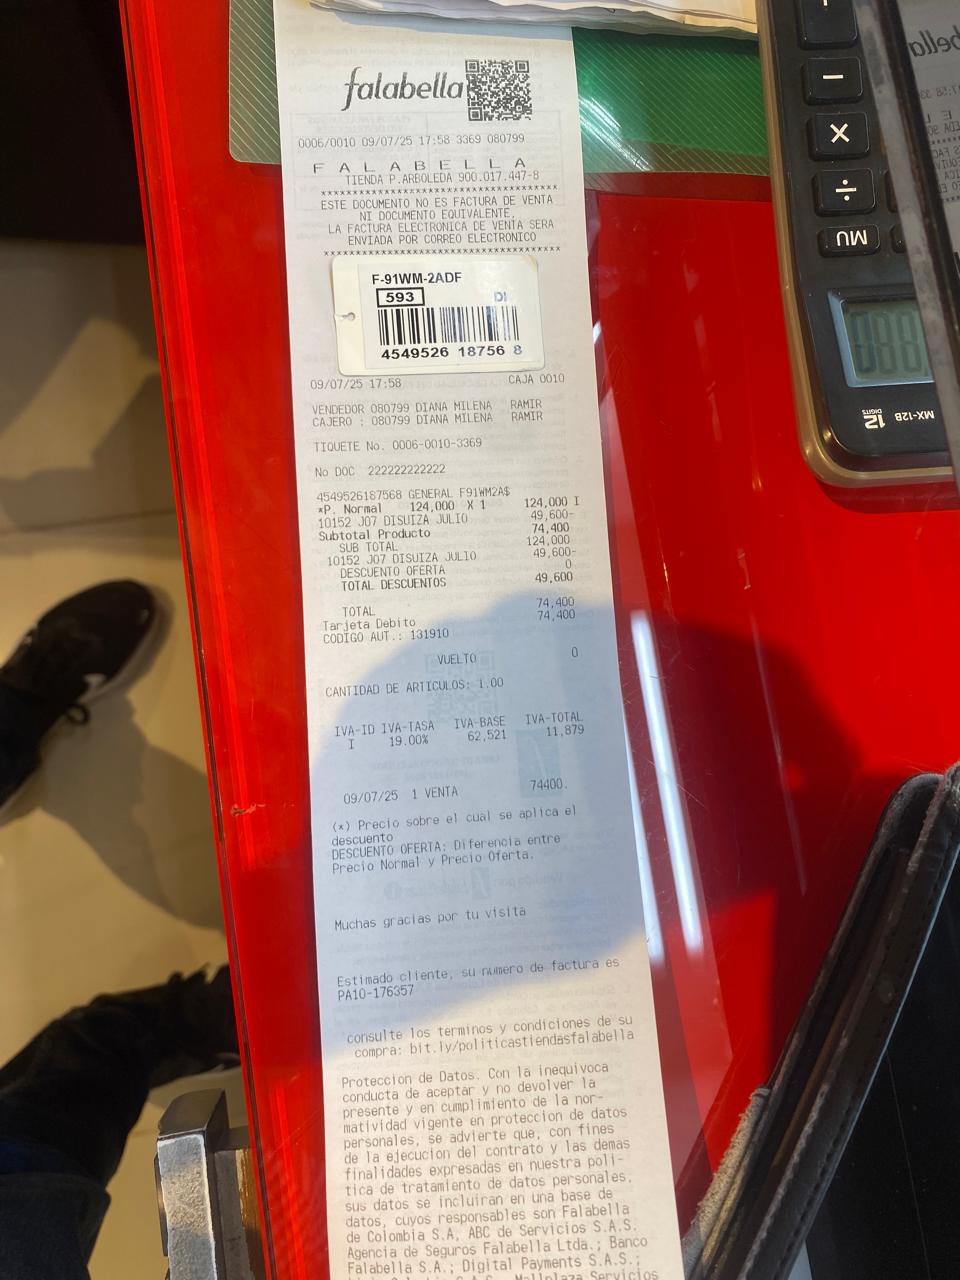 falabella
0006/0010 09/07/25 17:58 3369 080799
F A L A B E L L A
TIENDA P.ARBOLEDA 900.017.447-8
****************************************
ESTE DOCUMENTO NO ES FACTURA DE VENTA
NI DOCUMENTO EQUIVALENTE,
LA FACTURA ELECTRONICA DE VENTA SERA
ENVIADA POR CORREO ELECTRONICO
****************************************
F-91WM-2ADF
593 DI
4549526 18756 8
09/07/25 17:58 CAJA 0010
VENDEDOR 080799 DIANA MILENA RAMIR
CAJERO : 080799 DIANA MILENA RAMIR
TIQUETE No. 0006-0010-3369
No DOC 222222222222
4549526187568 GENERAL F91WM2A$
*P. Normal 124,000 X 1 124,000 I
10152 J07 DISUIZA JULIO 49,600-
Subtotal Producto 74,400
SUB TOTAL 124,000
10152 J07 DISUIZA JULIO 49,600-
DESCUENTO OFERTA 0
TOTAL DESCUENTOS 49,600
TOTAL 74,400
Tarjeta Debito 74,400
CODIGO AUT.: 131910
VUELTO 0
CANTIDAD DE ARTICULOS: 1.00
IVA-ID IVA-TASA IVA-BASE IVA-TOTAL
I 19.00% 62,521 11,879
09/07/25 1 VENTA 74400.
(*) Precio sobre el cual se aplica el
descuento
DESCUENTO OFERTA: Diferencia entre
Precio Normal y Precio Oferta.
Muchas gracias por tu visita
Estimado cliente, su numero de factura es
PA10-176357
consulte los terminos y condiciones de su
compra: bit.ly/politicastiendasfalabella
Proteccion de Datos. Con la inequivoca
conducta de aceptar y no devolver la
presente y en cumplimiento de la nor-
matividad vigente en proteccion de datos
personales, se advierte que, con fines
de la ejecucion del contrato y las demas
finalidades expresadas en nuestra poli-
tica de tratamiento de datos personales,
sus datos se incluiran en una base de
datos, cuyos responsables son Falabella
de Colombia S.A, ABC de Servicios S.A.S.
Agencia de Seguros Falabella Ltda.; Banco
Falabella S.A.; Digital Payments S.A.S.;
Mallplaza Servicios
−
×
÷
MU
12 DIGITS
MX-12B